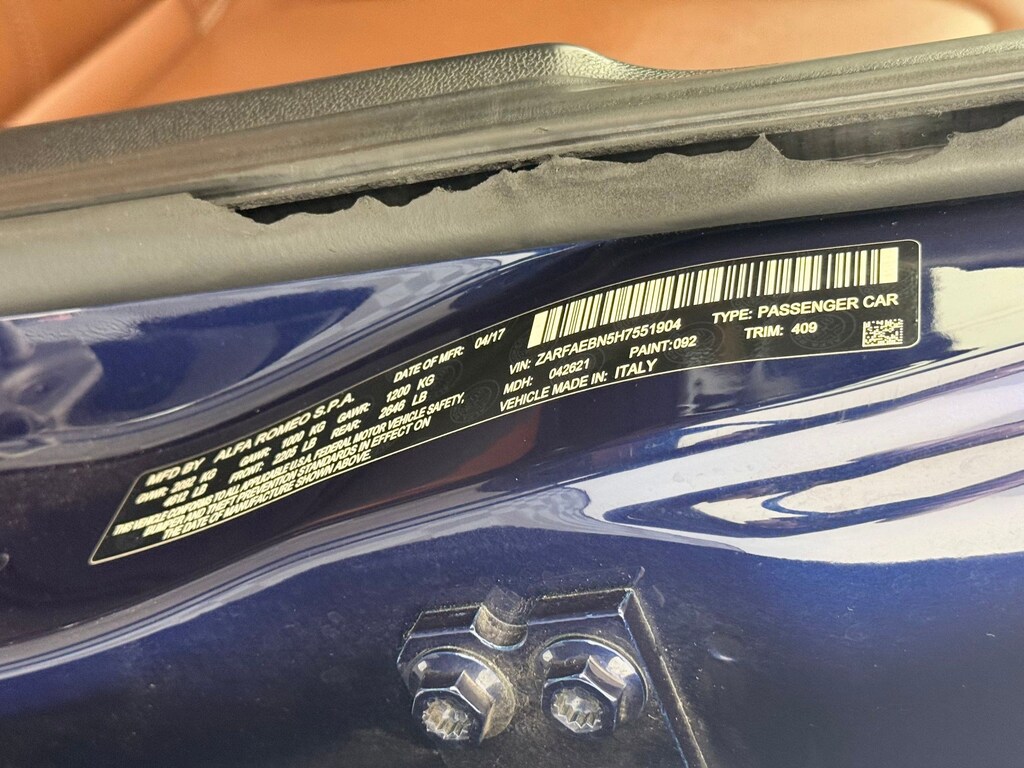 MFD BY ALFA ROMEO S.P.A. DATE OF MFR: 04/17
GVWR: KG GAWR: 1000 KG GAWR: 1200 KG
LB FRONT: 2205 LB REAR: 2646 LB
THIS VEHICLE CONFORMS TO ALL APPLICABLE U.S.A. FEDERAL MOTOR VEHICLE SAFETY,
BUMPER AND THEFT PREVENTION STANDARDS IN EFFECT ON
THE DATE OF MANUFACTURE SHOWN ABOVE.
VIN: ZARFAEBN5H7551904 TYPE: PASSENGER CAR
MDH: 042621 PAINT:092 TRIM: 409
VEHICLE MADE IN: ITALY